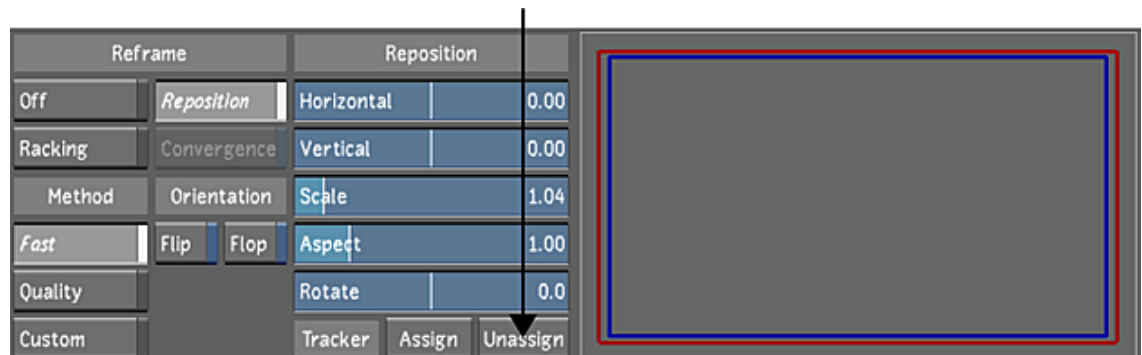 Reframe Reposition
Off Reposition Horizontal 0.00
Racking Convergence Vertical 0.00
Method Orientation Scale 1.04
Fast Flip Flop Aspect 1.00
Quality Rotate 0.0
Custom Tracker Assign Unassign